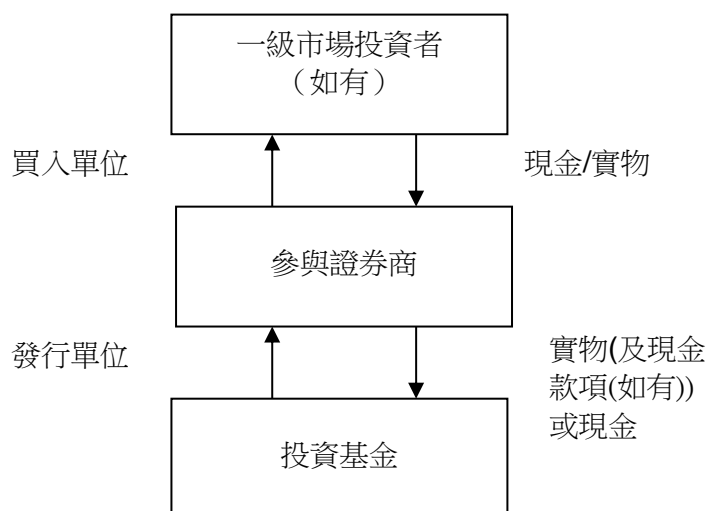 一級市場投資者
（如有）
買入單位
現金/實物
參與證券商
發行單位
實物(及現金
款項(如有))
或現金
投資基金